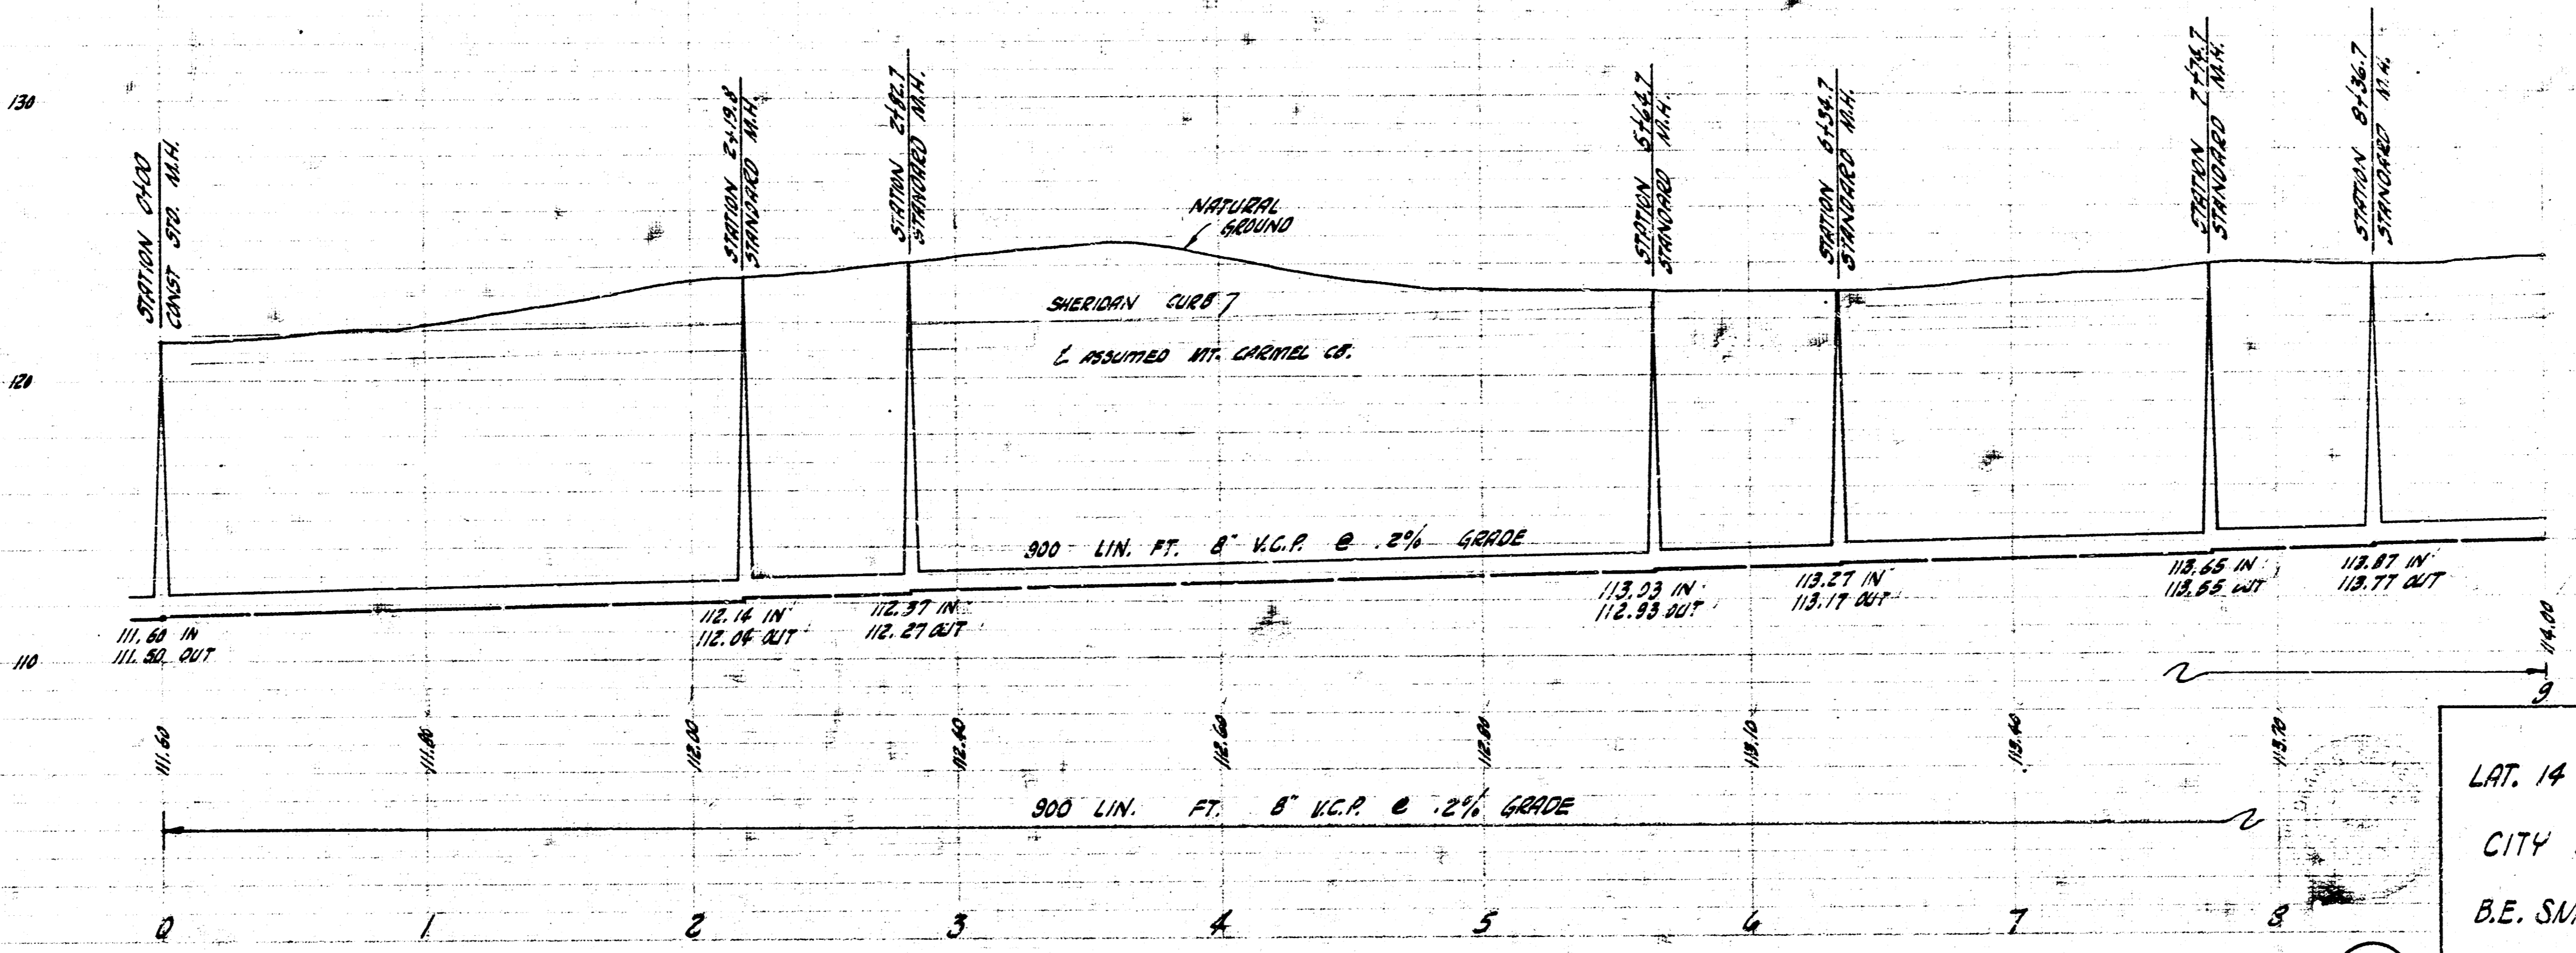 130
120
110
STATION 0+00
CONST STD. M.H.
STATION 2+19.8
STANDARD M.H.
STATION 2+82.7
STANDARD M.H.
NATURAL
GROUND
STATION 5+64.7
STANDARD M.H.
STATION 6+34.7
STANDARD M.H.
STATION 7+74.7
STANDARD M.H.
STATION 8+36.7
STANDARD M.H.
SHERIDAN CURB
ASSUMED MT. CARMEL CB.
900 LIN. FT. 8" V.C.P. @ .2% GRADE
111.60 IN
111.50 OUT
112.14 IN
112.04 OUT
112.37 IN
112.27 OUT
113.03 IN
112.93 OUT
113.27 IN
113.17 OUT
113.65 IN
113.55 OUT
113.87 IN
113.77 OUT
114.00
9
111.60
111.80
112.00
112.40
112.60
112.80
113.10
113.40
113.70
900 LIN. FT. 8" V.C.P. @ .2% GRADE
0 1 2 3 4 5 6 7 8
LAT. 14
CITY
B.E.